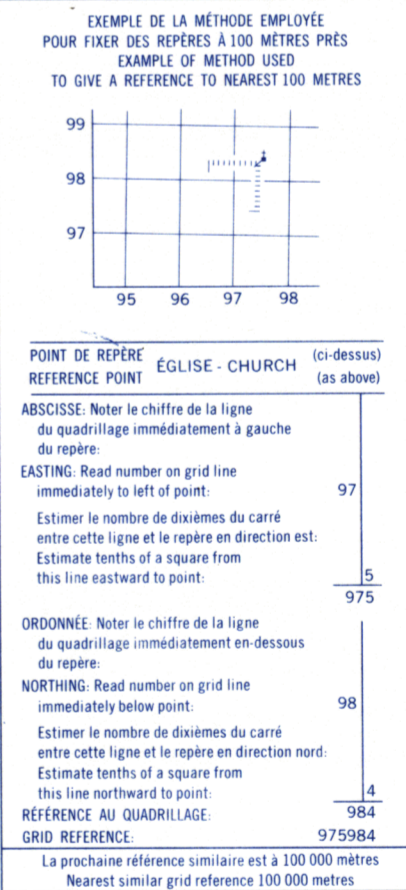 EXEMPLE DE LA MÉTHODE EMPLOYÉE
POUR FIXER DES REPÈRES À 100 MÈTRES PRÈS
EXAMPLE OF METHOD USED
TO GIVE A REFERENCE TO NEAREST 100 METRES
99
98
97
95 96 97 98
POINT DE REPÈRE
REFERENCE POINT
ÉGLISE - CHURCH
(ci-dessus)
(as above)
ABSCISSE: Noter le chiffre de la ligne
du quadrillage immédiatement à gauche
du repère:
EASTING: Read number on grid line
immediately to left of point: 97
Estimer le nombre de dixièmes du carré
entre cette ligne et le repère en direction est:
Estimate tenths of a square from
this line eastward to point: 5
975
ORDONNÉE: Noter le chiffre de la ligne
du quadrillage immédiatement en-dessous
du repère:
NORTHING: Read number on grid line
immediately below point: 98
Estimer le nombre de dixièmes du carré
entre cette ligne et le repère en direction nord:
Estimate tenths of a square from
this line northward to point: 4
RÉFÉRENCE AU QUADRILLAGE: 984
GRID REFERENCE: 975984
La prochaine référence similaire est à 100 000 mètres
Nearest similar grid reference 100 000 metres